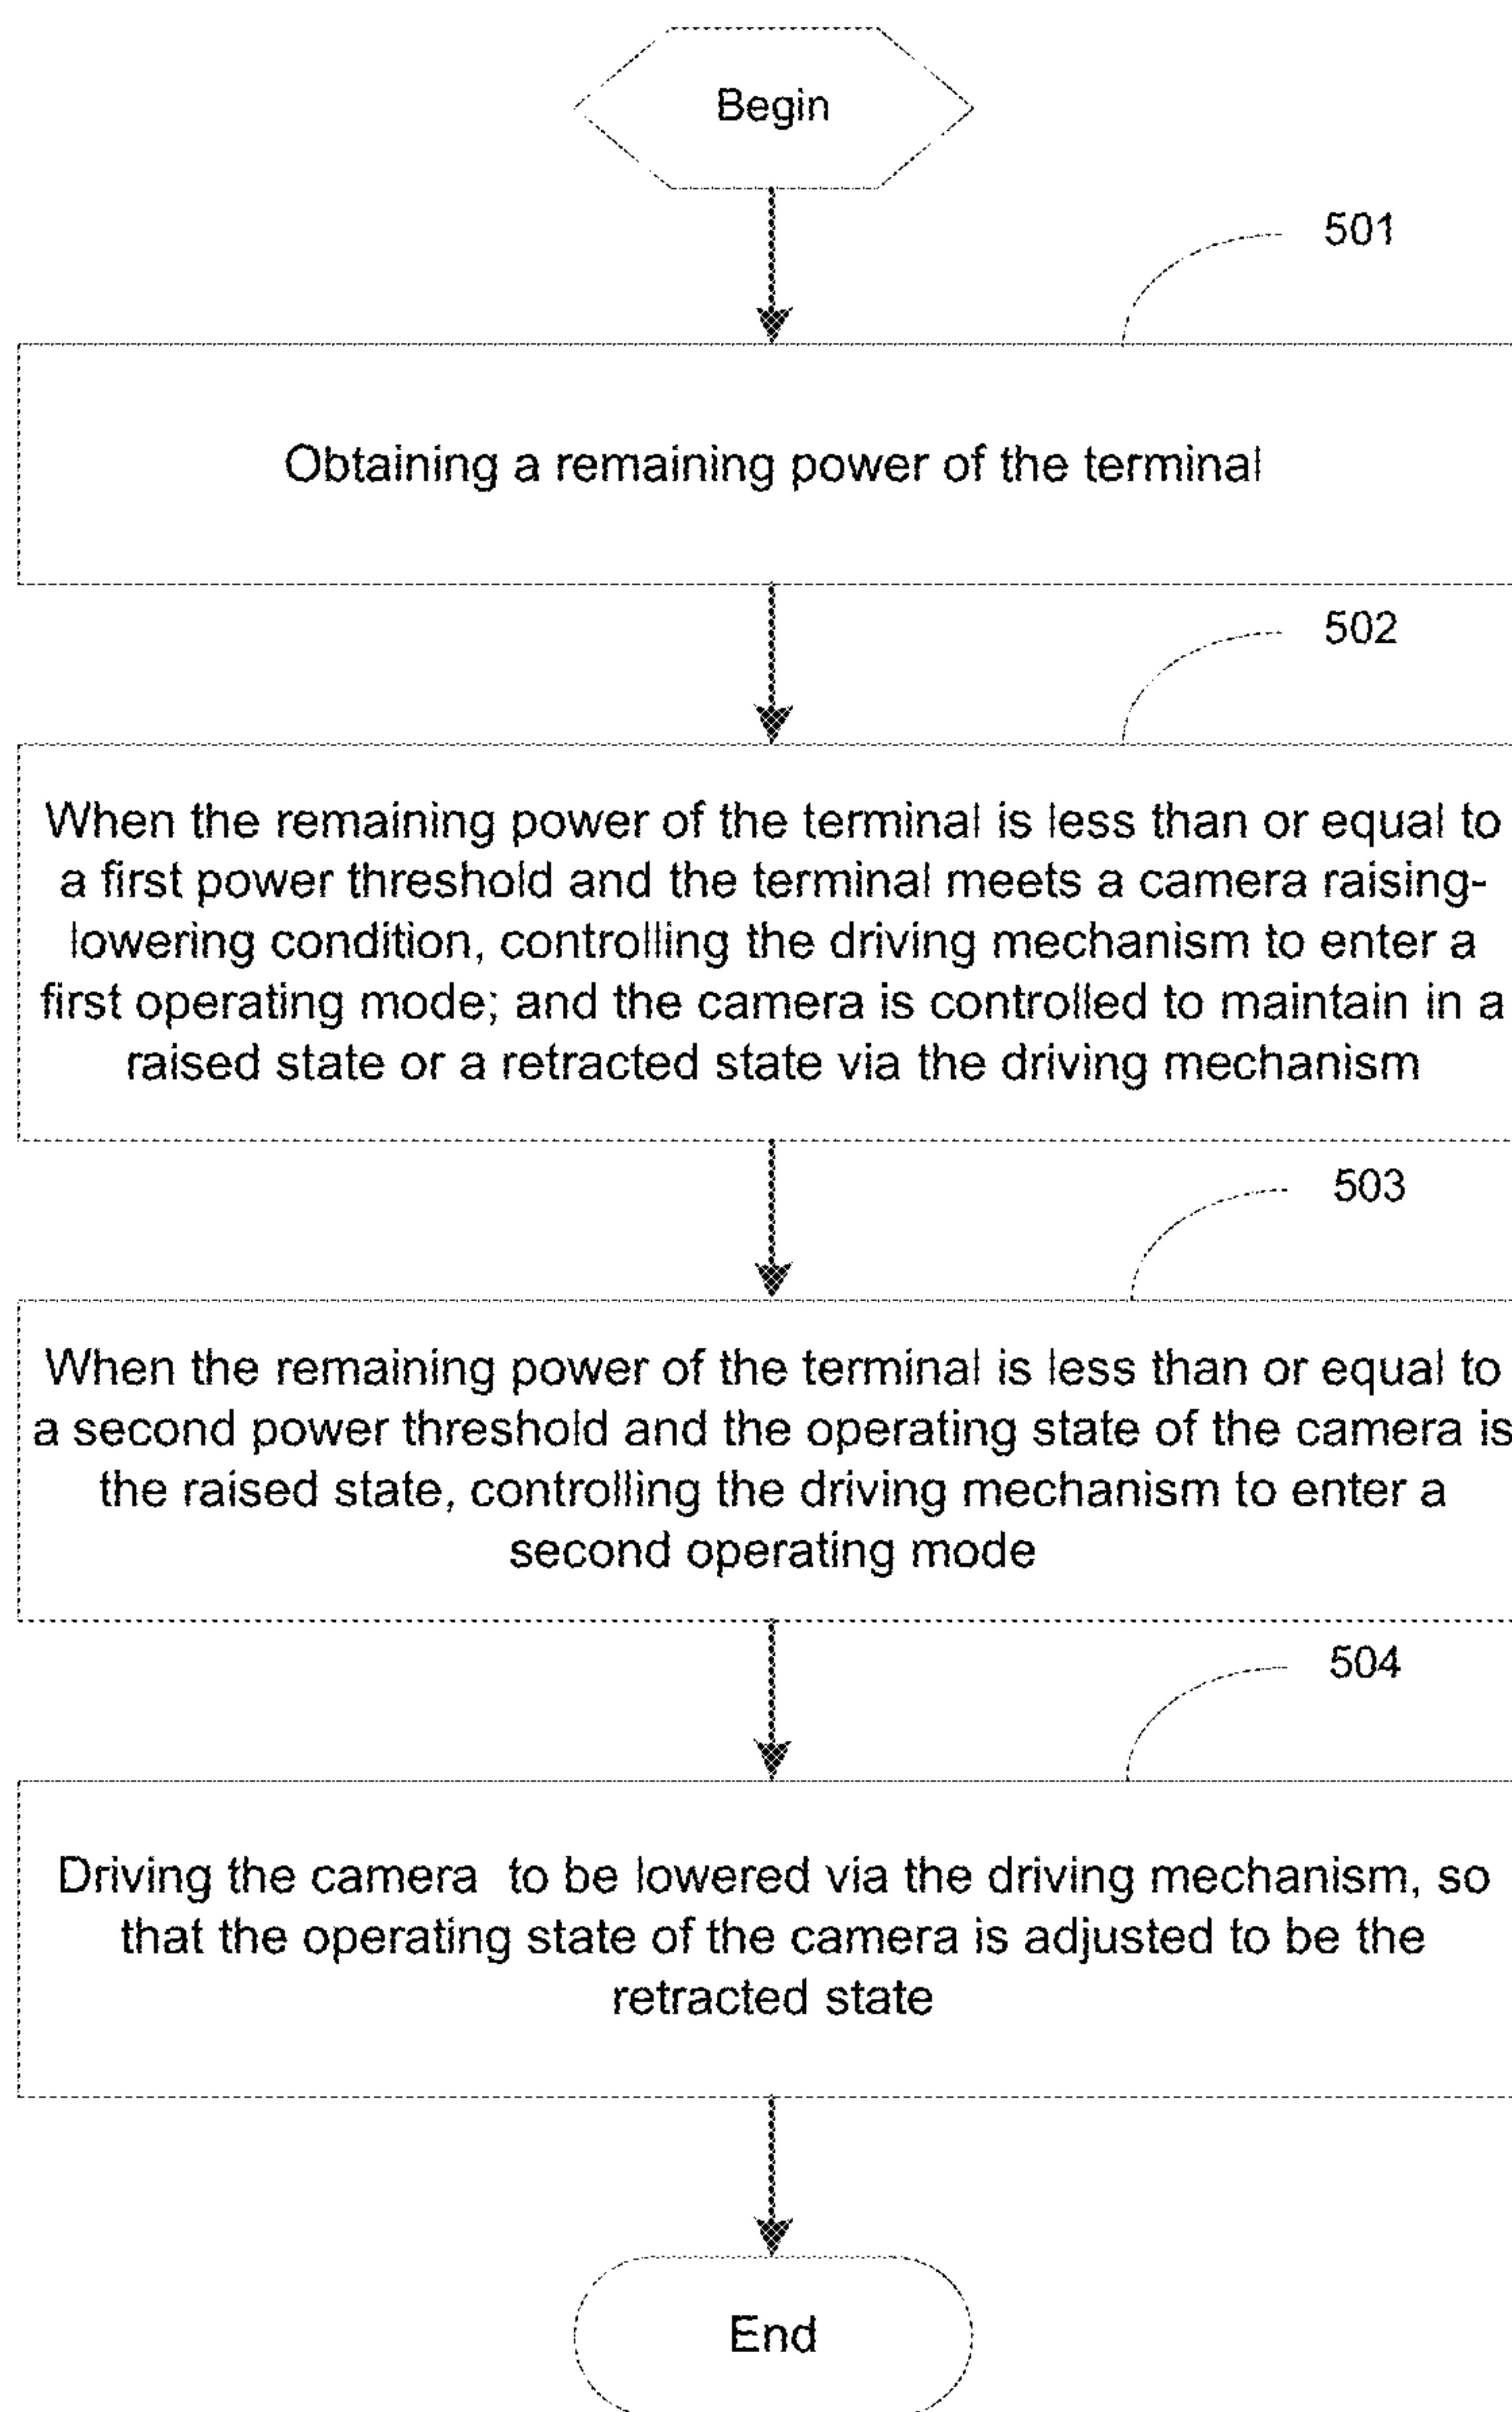 Begin
501
Obtaining a remaining power of the terminal
502
When the remaining power of the terminal is less than or equal to
a first power threshold and the terminal meets a camera raising-
lowering condition, controlling the driving mechanism to enter a
first operating mode; and the camera is controlled to maintain in a
raised state or a retracted state via the driving mechanism
503
When the remaining power of the terminal is less than or equal to
a second power threshold and the operating state of the camera is
the raised state, controlling the driving mechanism to enter a
second operating mode
504
Driving the camera  to be lowered via the driving mechanism, so
that the operating state of the camera is adjusted to be the
retracted state
End